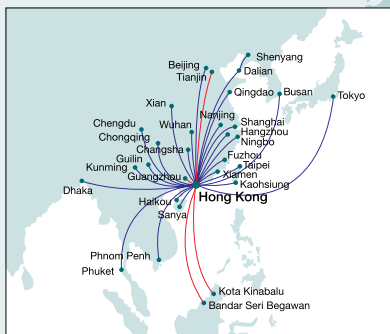 Shenyang
Beijing
Dalian
Tianjin
Qingdao
Busan
Tokyo
Xian
Nanjing
Chengdu
Wuhan
Shanghai
Chongqing
Hangzhou
Changsha
Ningbo
Guilin
Fuzhou
Kunming
Taipei
Guangzhou
Xiamen
Dhaka
Kaohsiung
Hong Kong
Haikou
Sanya
Phnom Penh
Phuket
Kota Kinabalu
Bandar Seri Begawan